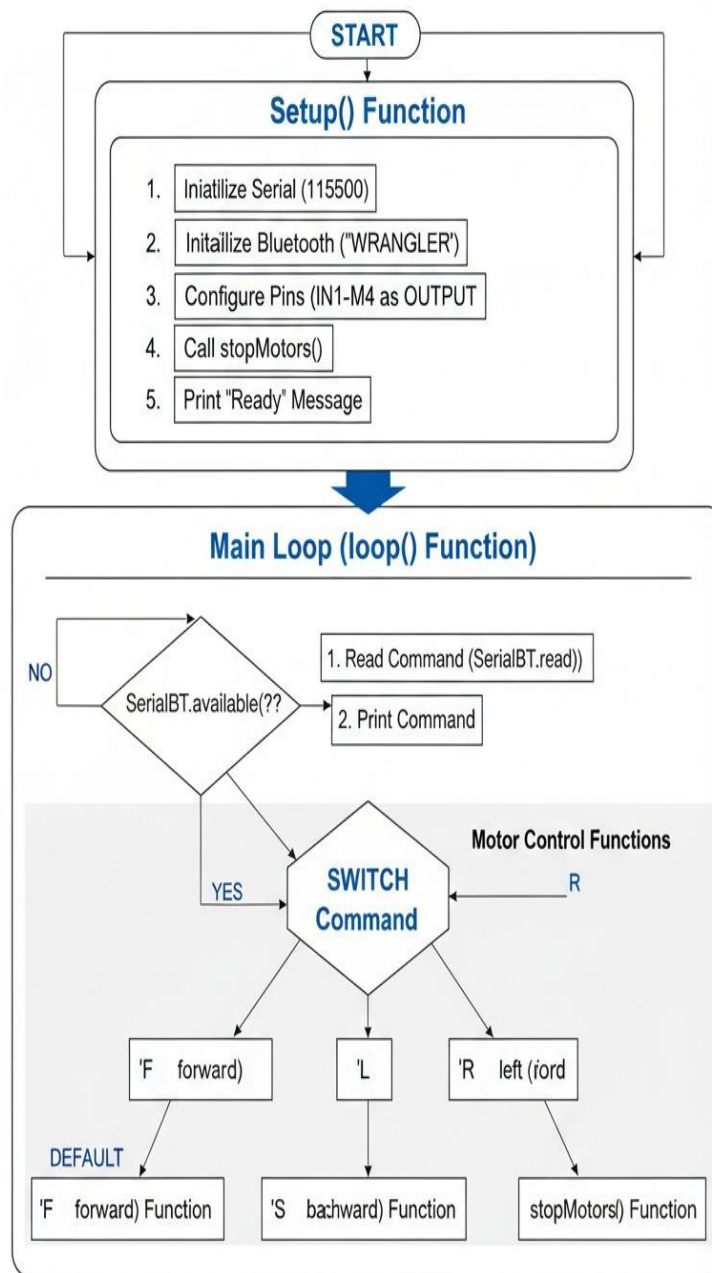 START
Setup() Function
1. Iniatilize Serial (115500)
2. Initaillize Bluetooth ("WRANGLER')
3. Configure Pins (IN1-M4 as OUTPUT
4. Call stopMotors()
5. Print "Ready" Message
Main Loop (loop() Function)
NO
SerialBT.available(??
1. Read Command (SerialBT.read))
2. Print Command
Motor Control Functions
YES
SWITCH
Command
R
'F forward)
'L
'R left (
DEFAULT
'F forward) Function
'S bachward) Function
stopMotors() Function